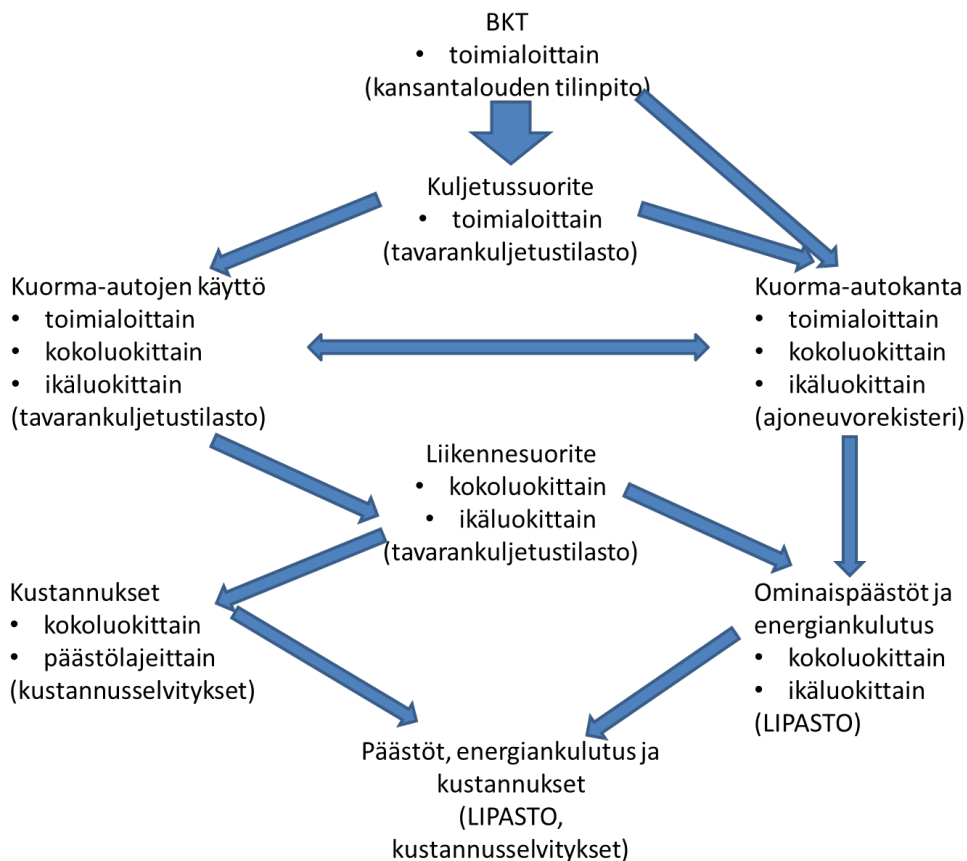 BKT
• toimialoittain
(kansantalouden tilinpito)
Kuljetussuorite
• toimialoittain
(tavarankuljetustilasto)
Kuorma-autojen käyttö
• toimialoittain
• kokoluokittain
• ikäluokittain
(tavarankuljetustilasto)
Kuorma-autokanta
• toimialoittain
• kokoluokittain
• ikäluokittain
(ajoneuvorekisteri)
Liikennesuorite
• kokoluokittain
• ikäluokittain
(tavarankuljetustilasto)
Kustannukset
• kokoluokittain
• päästölajeittain
(kustannusselvitykset)
Ominaispäästöt ja
energiankulutus
• kokoluokittain
• ikäluokittain
(LIPASTO)
Päästöt, energiankulutus ja
kustannukset
(LIPASTO,
kustannusselvitykset)